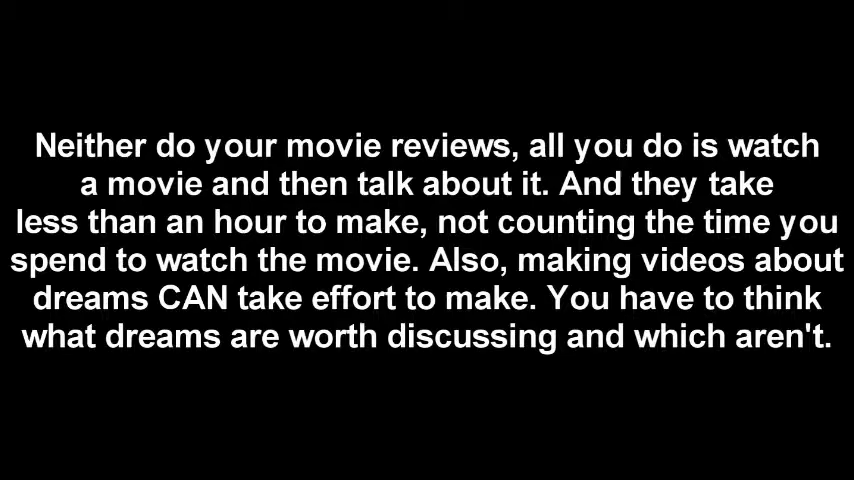 Neither do your movie reviews, all you do is watch
a movie and then talk about it. And they take
less than an hour to make, not counting the time you
spend to watch the movie. Also, making videos about
dreams CAN take effort to make. You have to think
what dreams are worth discussing and which aren't.